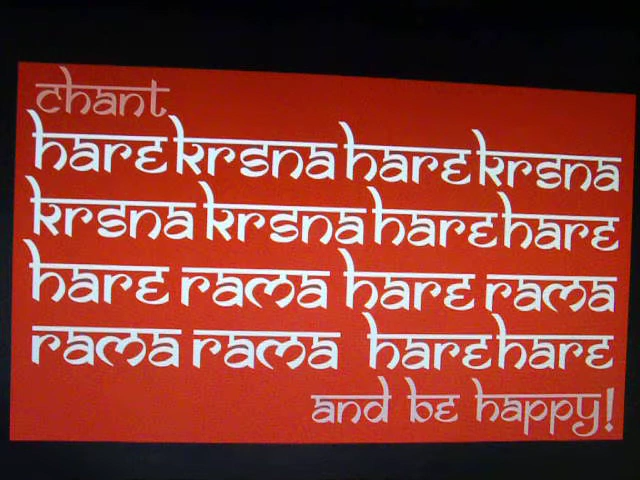 chant
hare krsna hare krsna
krsna krsna hare hare
hare rama hare rama
rama rama hare hare
and be happy!